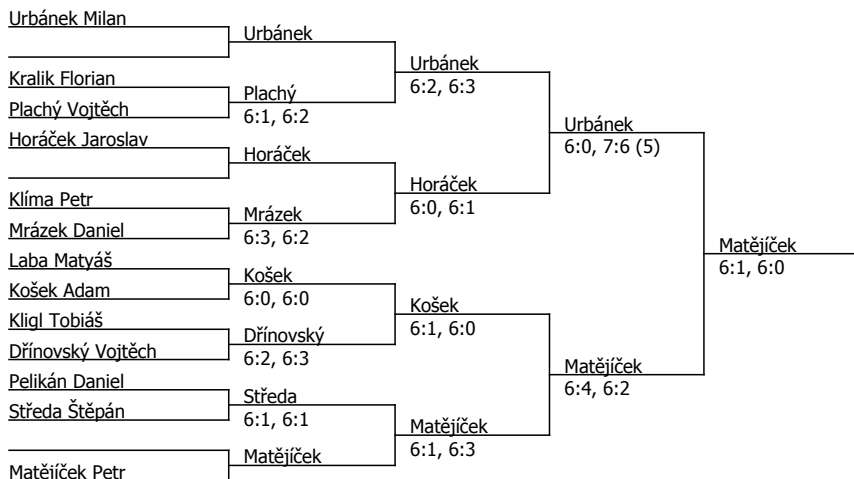 Urbánek Milan
Kralik Florian
Plachý Vojtěch
Horáček Jaroslav
Klíma Petr
Mrázek Daniel
Laba Matyáš
Košek Adam
Kligl Tobiáš
Dřínovský Vojtěch
Pelikán Daniel
Středa Štěpán
Matějíček Petr
Urbánek
Plachý
6:1, 6:2
Horáček
Mrázek
6:3, 6:2
Košek
6:0, 6:0
Dřínovský
6:2, 6:3
Středa
6:1, 6:1
Matějíček
Urbánek
6:2, 6:3
Horáček
6:0, 6:1
Košek
6:1, 6:0
Matějíček
6:1, 6:3
Urbánek
6:0, 7:6 (5)
Matějíček
6:4, 6:2
Matějíček
6:1, 6:0